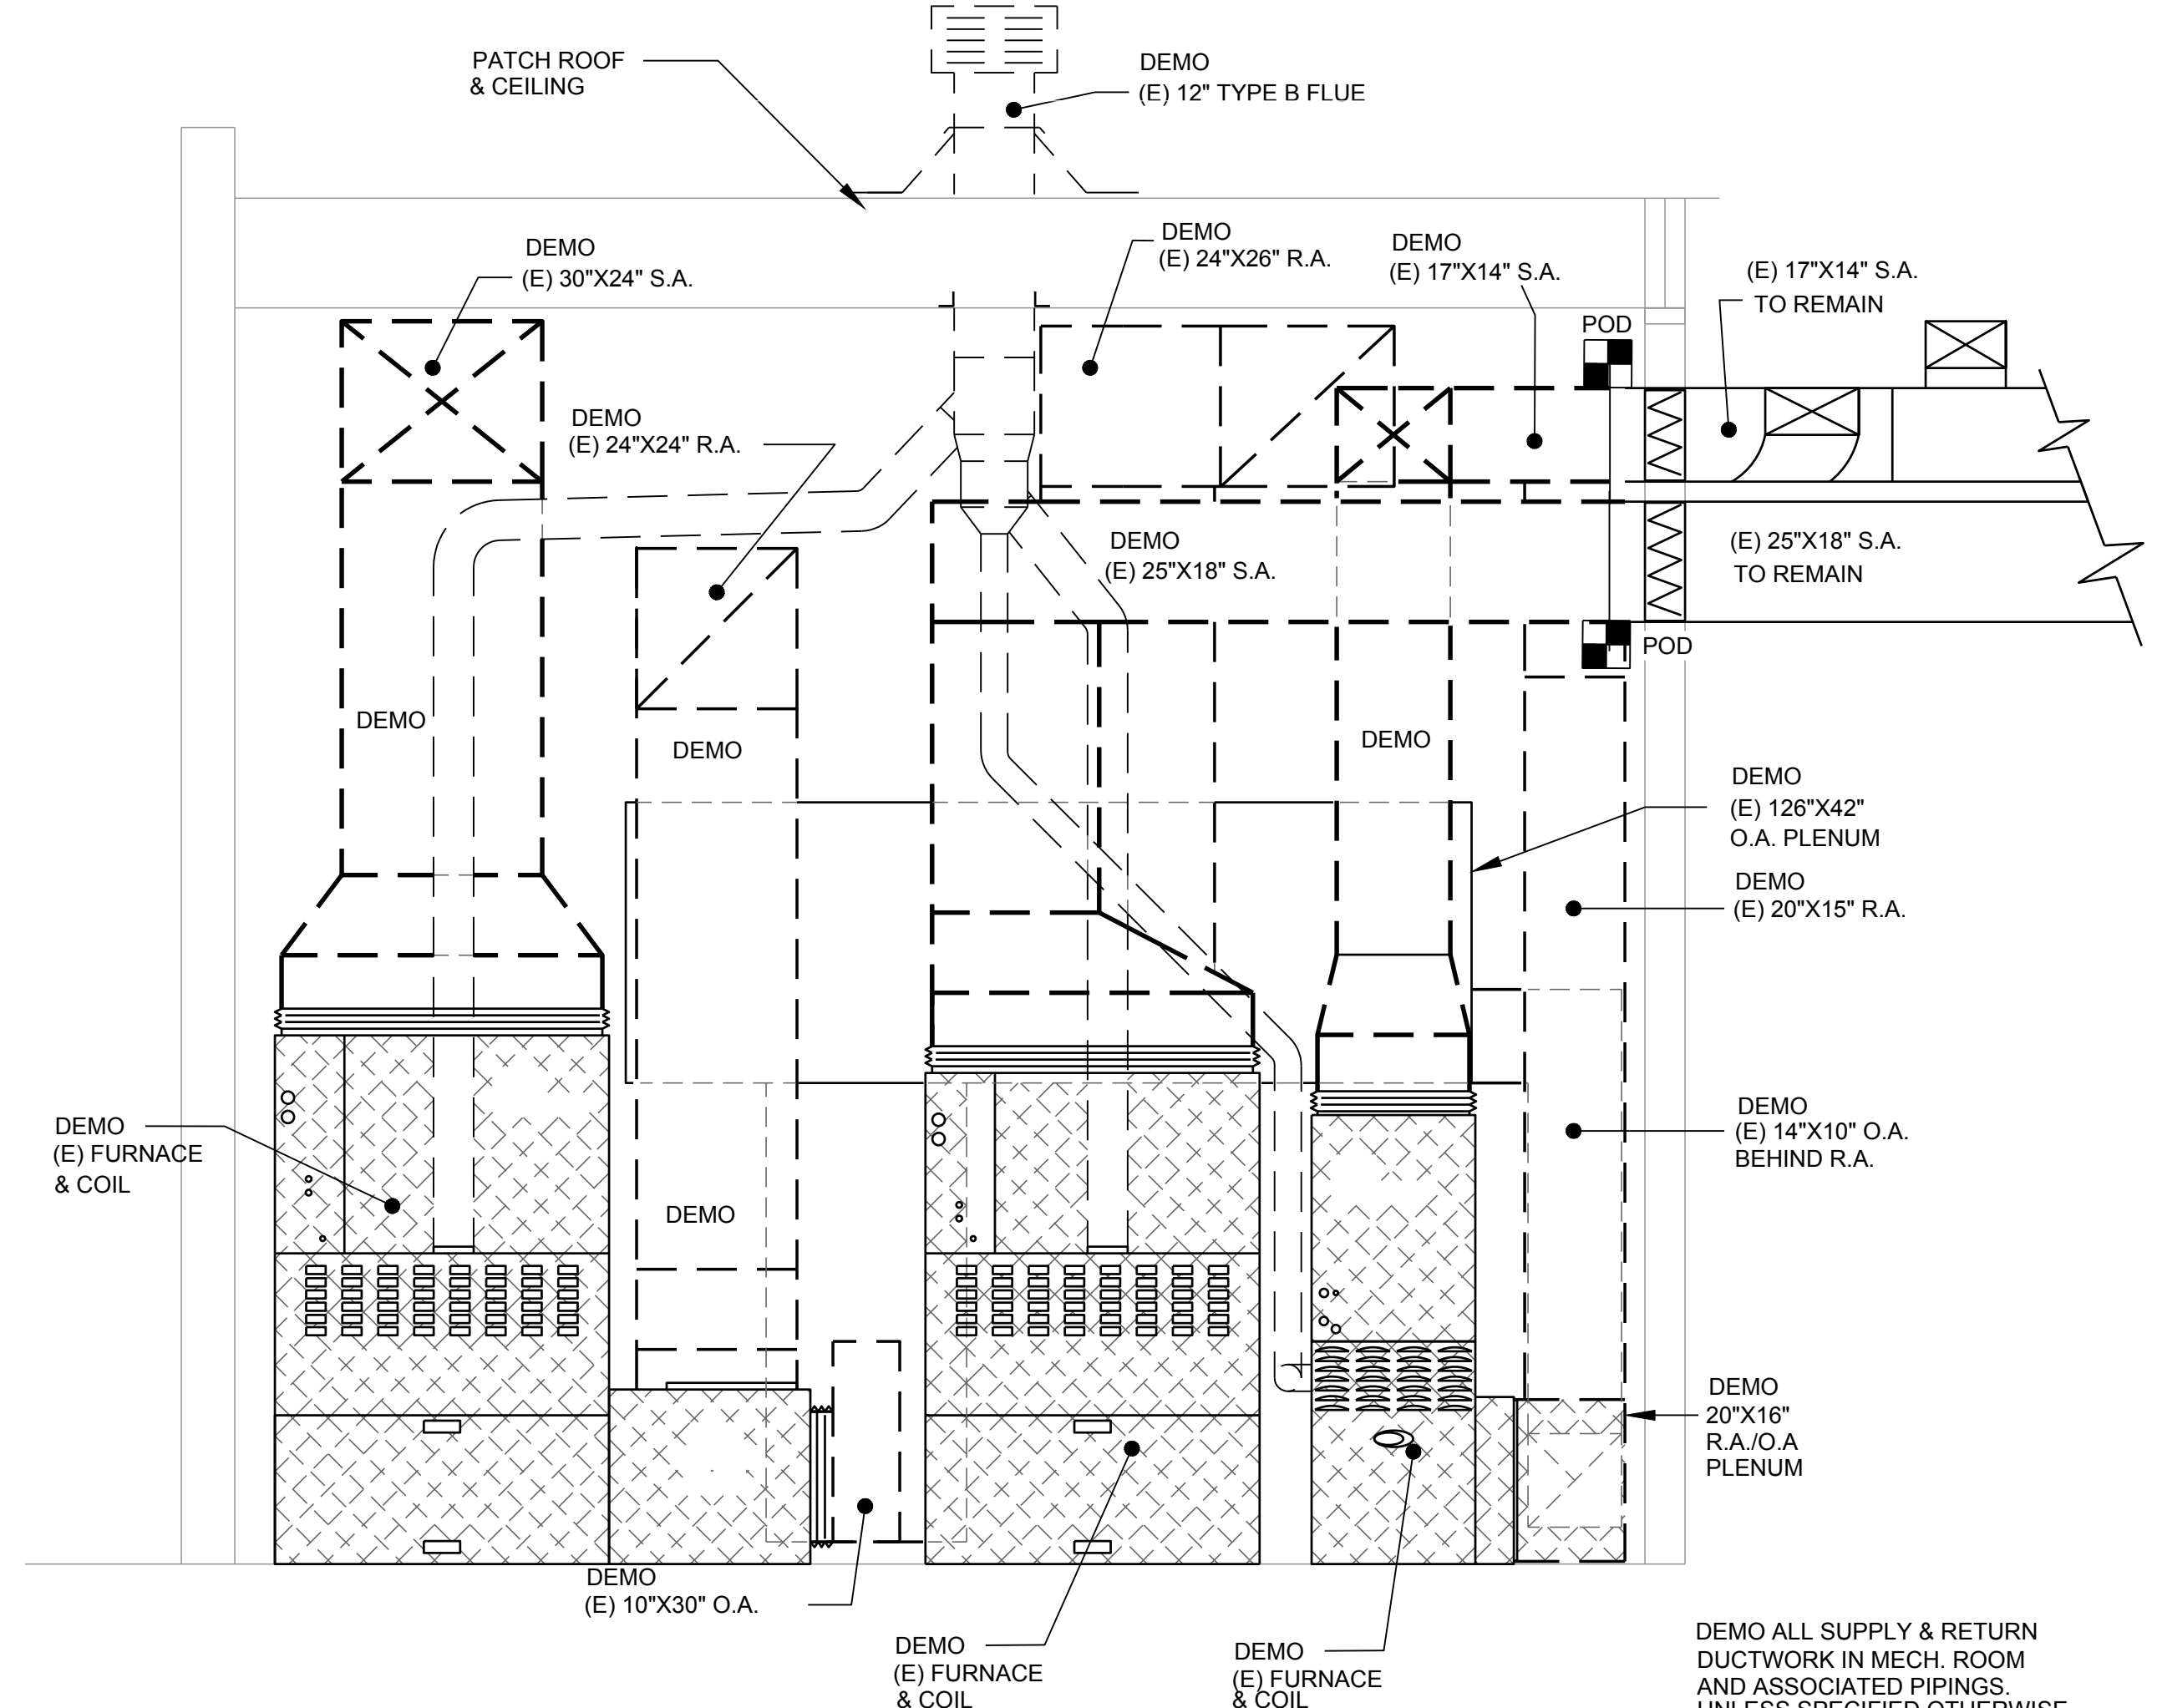 PATCH ROOF
& CEILING
DEMO
(E) 12" TYPE B FLUE
DEMO
(E) 30"X24" S.A.
DEMO
(E) 24"X26" R.A.
DEMO
(E) 17"X14" S.A.
(E) 17"X14" S.A.
TO REMAIN
POD
DEMO
(E) 24"X24" R.A.
DEMO
(E) 25"X18" S.A.
(E) 25"X18" S.A.
TO REMAIN
POD
DEMO
DEMO
DEMO
DEMO
(E) 126"X42"
O.A. PLENUM
DEMO
(E) 20"X15" R.A.
DEMO
(E) FURNACE
& COIL
DEMO
(E) 14"X10" O.A.
BEHIND R.A.
DEMO
DEMO
20"X16"
R.A./O.A
PLENUM
DEMO
(E) 10"X30" O.A.
DEMO
(E) FURNACE
& COIL
DEMO
(E) FURNACE
& COIL
DEMO ALL SUPPLY & RETURN
DUCTWORK IN MECH. ROOM
AND ASSOCIATED PIPINGS.
UNLESS SPECIFIED OTHERWISE